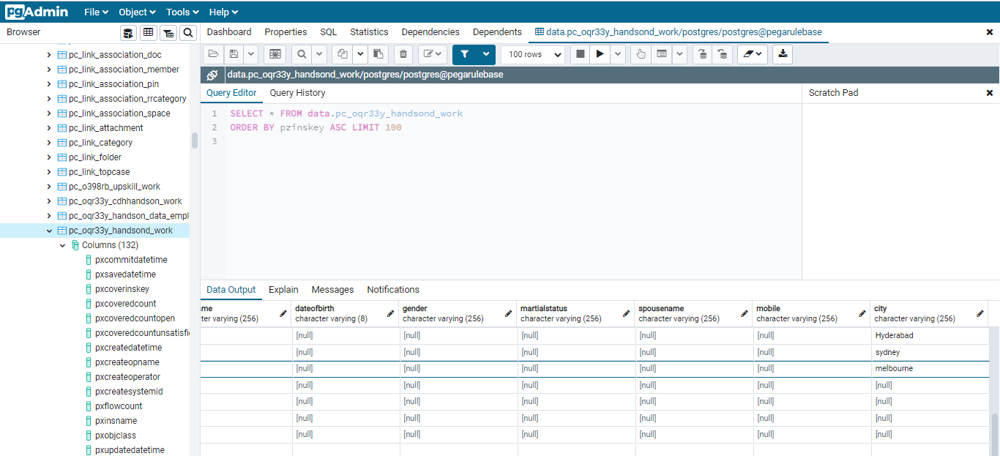 pgAdmin File Object Tools Help
Browser
Dashboard Properties SQL Statistics Dependencies Dependents data.pc_oqr33y_handsond_work/postgres/postgres@pegarulebase
pc_link_association_doc
pc_link_association_member
pc_link_association_pin
pc_link_association_rrcategory
pc_link_association_space
pc_link_attachment
pc_link_category
pc_link_folder
pc_link_topcase
pc_o398rb_upskill_work
pc_oqr33y_cdhhandson_work
pc_oqr33y_handson_data_empl
pc_oqr33y_handsond_work
Columns (132)
pxcommitdatetime
pxsavedatetime
pxcoverinskey
pxcoveredcount
pxcoveredcountopen
pxcoveredcountunsatisfi
pxcreatedatetime
pxcreateopname
pxcreateoperator
pxcreatesystemid
pxflowcount
pxinsname
pxobjclass
pxupdatedatetime
100 rows
data.pc_oqr33y_handsond_work/postgres/postgres@pegarulebase
Query Editor Query History
Scratch Pad
1 SELECT * FROM data.pc_oqr33y_handsond_work
2 ORDER BY pzinskey ASC LIMIT 100
3
Data Output Explain Messages Notifications
me dateofbirth gender martialstatus spousename mobile city
ter varying (256) character varying (8) character varying (256) character varying (256) character varying (256) character varying (256) character varying (256)
[null] [null] [null] [null] [null] Hyderabad
[null] [null] [null] [null] [null] sydney
[null] [null] [null] [null] [null] melbourne
[null] [null] [null] [null] [null] [null]
[null] [null] [null] [null] [null] [null]
[null] [null] [null] [null] [null] [null]
[null] [null] [null] [null] [null] [null]